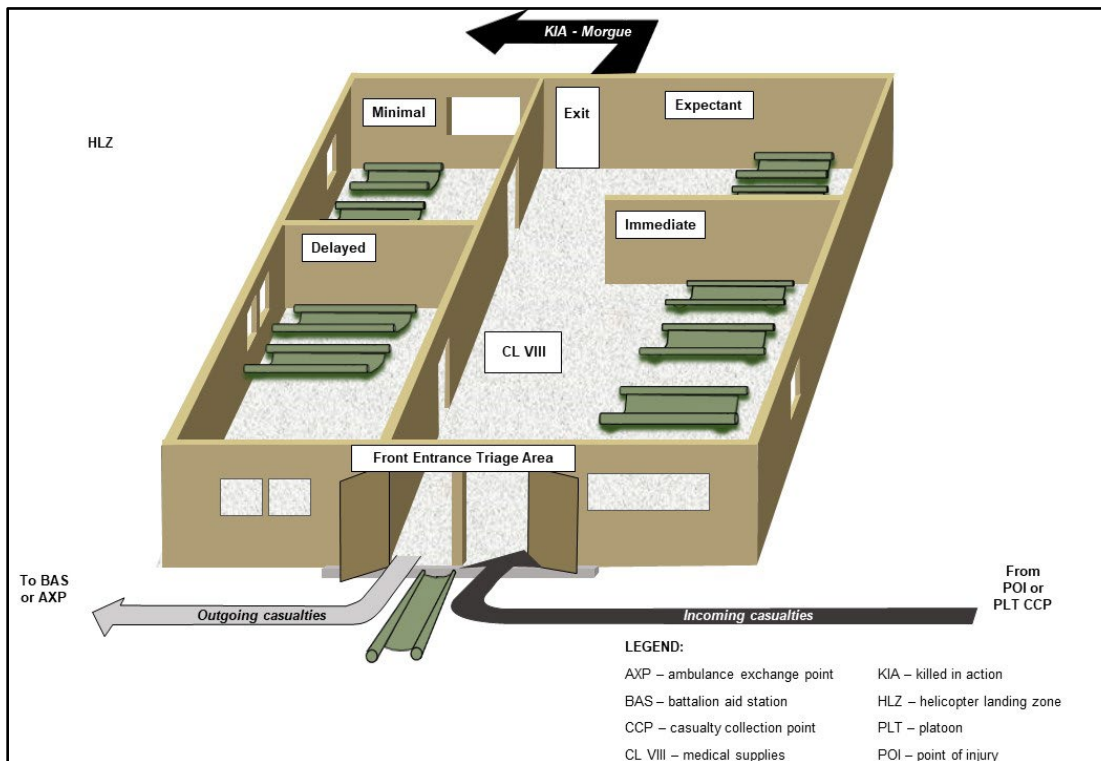 KIA - Morgue
Minimal
Exit
Expectant
HLZ
Delayed
Immediate
CL VIII
Front Entrance Triage Area
To BAS
or AXP
Outgoing casualties
Incoming casualties
From
POI or
PLT CCP
LEGEND:
AXP – ambulance exchange point
KIA – killed in action
BAS – battalion aid station
HLZ – helicopter landing zone
CCP – casualty collection point
PLT – platoon
CL VIII – medical supplies
POI – point of injury